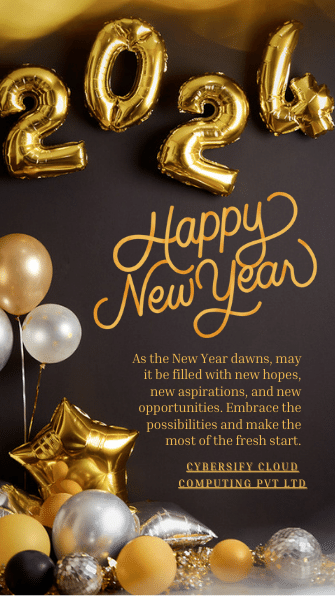 2024
Happy
New Year
As the New Year dawns, may
it be filled with new hopes,
new aspirations, and new
opportunities. Embrace the
possibilities and make the
most of the fresh start.
CYBERSIFY CLOUD
COMPUTING PVT LTD